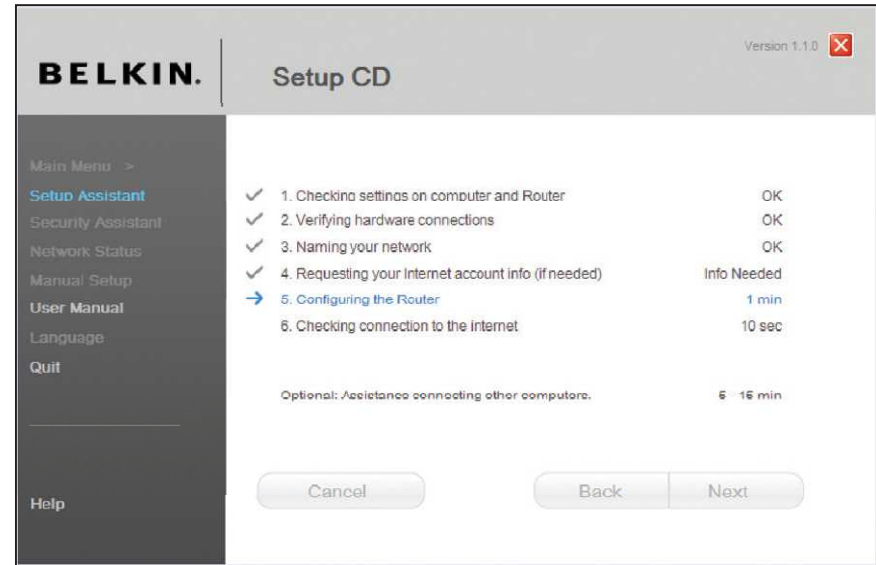 BELKIN.
Setup CD
Version 1.1.0
Main Menu >
Setup Assistant
Security Assistant
Network Status
Manual Setup
User Manual
Language
Quit
Help
1. Checking settings on computer and Router OK
2. Verifying hardware connections OK
3. Naming your network OK
4. Requesting your Internet account info (if needed) Info Needed
5. Configuring the Router 1 min
6. Checking connection to the internet 10 sec
Optional: Assistance connecting other computers. 5 15 min
Cancel
Back
Next